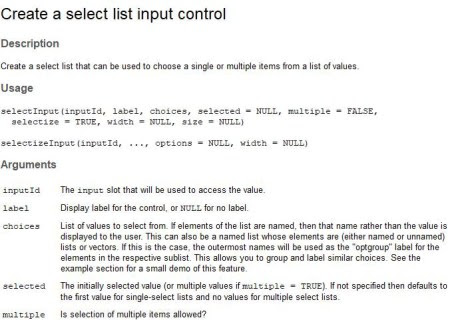 Create a select list input control
Description
Create a select list that can be used to choose a single or multiple items from a list of values.
Usage
selectInput(inputId, label, choices, selected = NULL, multiple = FALSE,
selectize = TRUE, width = NULL, size = NULL)
selectizeInput(inputId, ..., options = NULL, width = NULL)
Arguments
inputId The input slot that will be used to access the value.
label Display label for the control, or NULL for no label.
choices List of values to select from. If elements of the list are named, then that name rather than the value is
displayed to the user. This can also be a named list whose elements are (either named or unnamed)
lists or vectors. If this is the case, the outermost names will be used as the "optgroup" label for the
elements in the respective sublist. This allows you to group and label similar choices. See the
example section for a small demo of this feature.
selected The initially selected value (or multiple values if multiple = TRUE). If not specified then defaults to
the first value for single-select lists and no values for multiple select lists.
multiple Is selection of multiple items allowed?